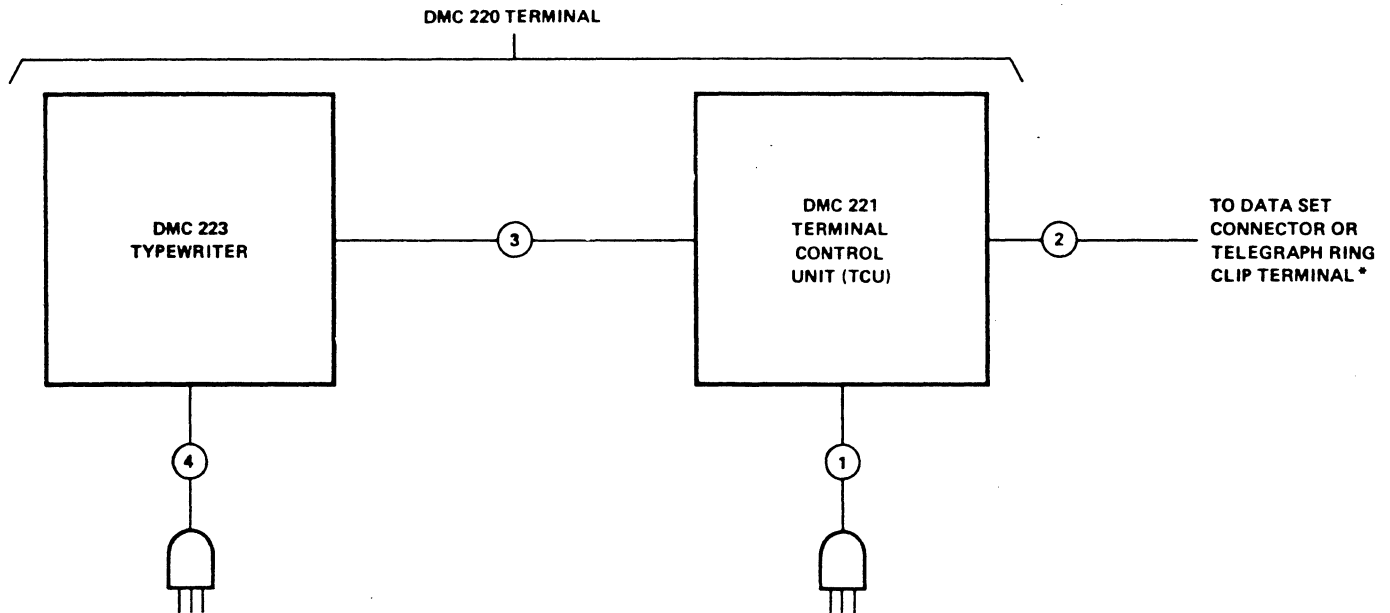 DMC 220 TERMINAL
DMC 223
TYPEWRITER
3
DMC 221
TERMINAL
CONTROL
UNIT (TCU)
2
TO DATA SET
CONNECTOR OR
TELEGRAPH RING
CLIP TERMINAL*
4
1